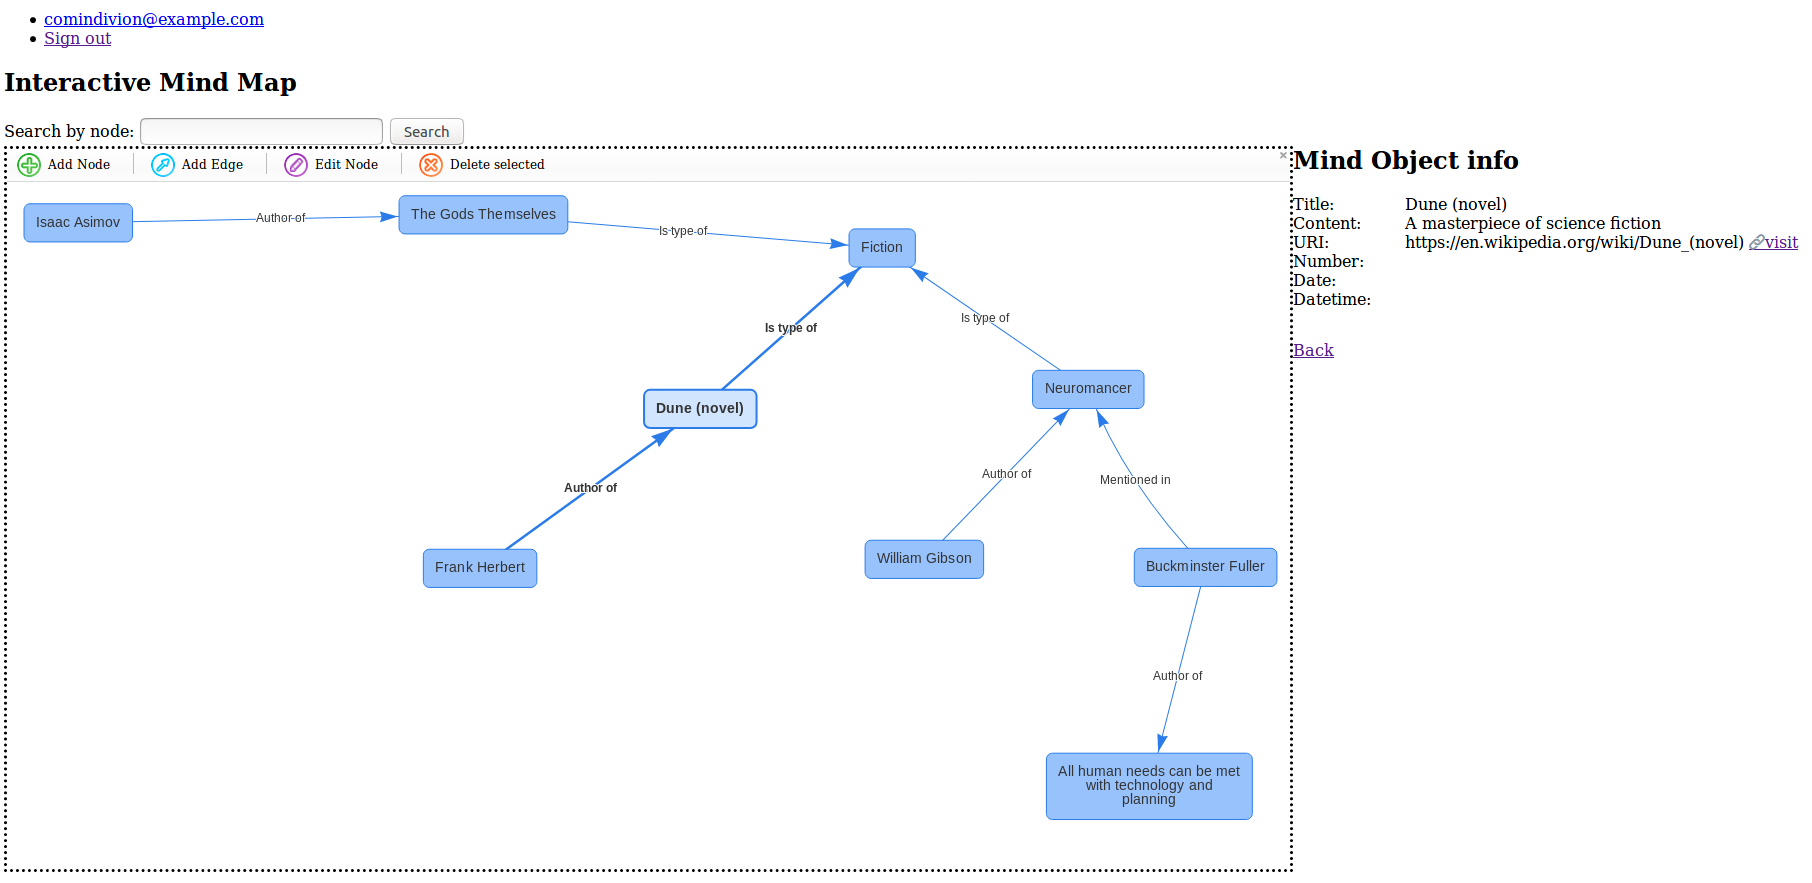 comindivion@example.com
Sign out
Interactive Mind Map
Search by node:
Search
Add Node
Add Edge
Edit Node
Delete selected
×
Isaac Asimov
Author of
The Gods Themselves
Is type of
Fiction
Is type of
Is type of
Dune (novel)
Neuromancer
Author of
Author of
Mentioned in
Frank Herbert
William Gibson
Buckminster Fuller
Author of
All human needs can be met
with technology and
planning
Mind Object info
Title: Dune (novel)
Content: A masterpiece of science fiction
URI: https://en.wikipedia.org/wiki/Dune_(novel) 🔗visit
Number:
Date:
Datetime:
Back